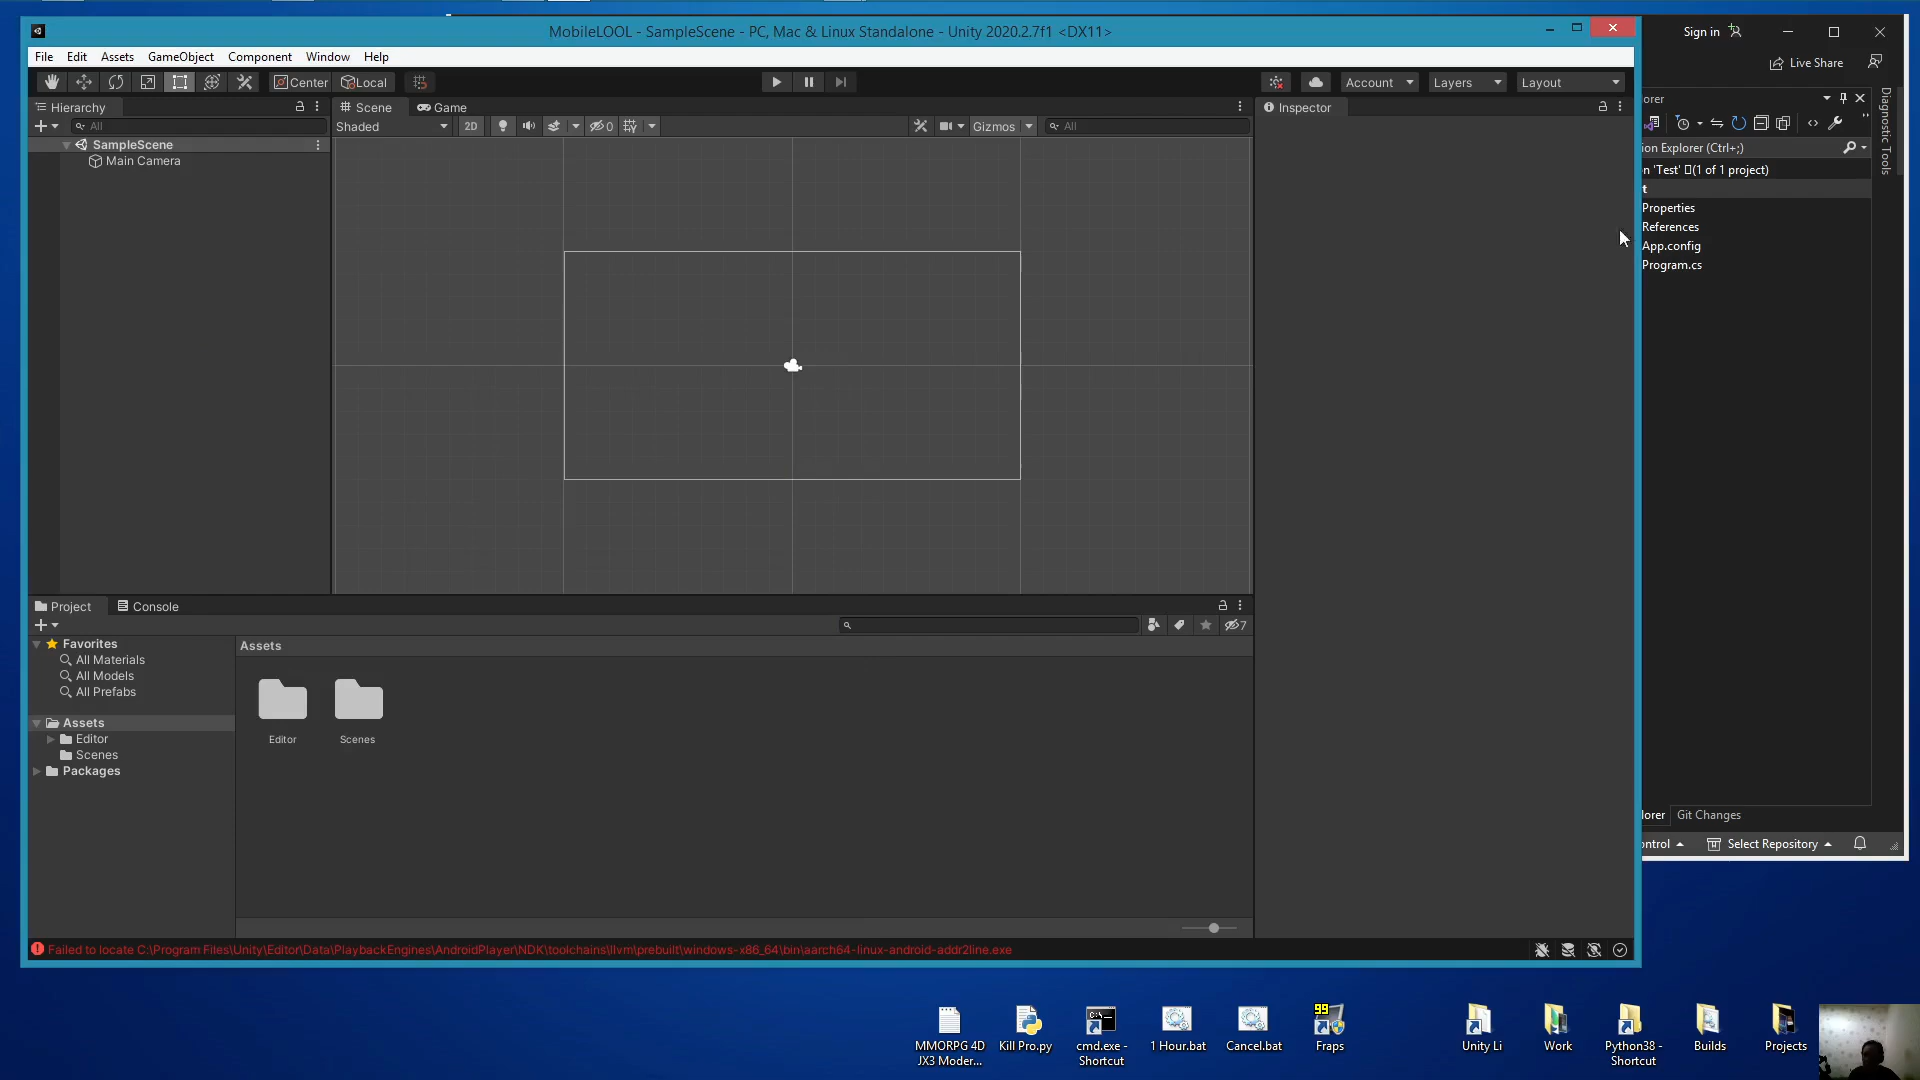 MobileLOOL - SampleScene - PC, Mac & Linux Standalone - Unity 2020.2.7f1 <DX11>
Sign in
File Edit Assets GameObject Component Window Help
Live Share
Center Local
Account Layers Layout
Hierarchy
Scene Game
Inspector
orer
Diagnostic Tools
All
Shaded 2D 0 Gizmos All
SampleScene
ion Explorer (Ctrl+;)
Main Camera
n 'Test' (1 of 1 project)
t
Properties
References
App.config
Program.cs
Project Console
7
Favorites
Assets
All Materials
All Models
All Prefabs
Assets
Editor
Scenes
Packages
Editor Scenes
lorer Git Changes
ontrol Select Repository
Failed to locate C:\Program Files\Unity\Editor\Data\PlaybackEngines\AndroidPlayer\NDK\toolchains\llvm\prebuilt\windows-x86_64\bin\aarch64-linux-android-addr2line.exe
99
C:\_
MMORPG 4D
JX3 Moder...
Kill Pro.py
cmd.exe -
Shortcut
1 Hour.bat
Cancel.bat
Fraps
Unity Li
Work
Python38 -
Shortcut
Builds
Projects